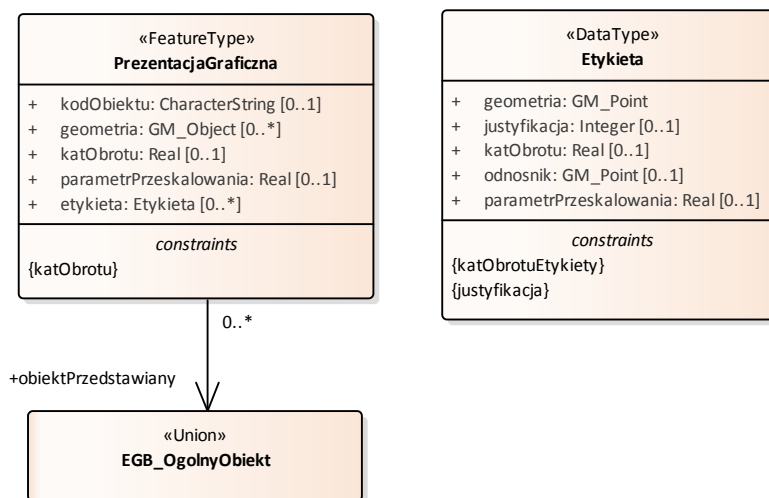 «FeatureType»
PrezentacjaGraficzna
+ kodObiektu: CharacterString [0..1]
+ geometria: GM_Object [0..*]
+ katObrotu: Real [0..1]
+ parametrPrzeskalowania: Real [0..1]
+ etykieta: Etykieta [0..*]
constraints
{katObrotu}
«DataType»
Etykieta
+ geometria: GM_Point
+ justyfikacja: Integer [0..1]
+ katObrotu: Real [0..1]
+ odnosnik: GM_Point [0..1]
+ parametrPrzeskalowania: Real [0..1]
constraints
{katObrotuEtykiety}
{justyfikacja}
0..*
+obiektPrzedstawiany
«Union»
EGB_OgolnyObiekt